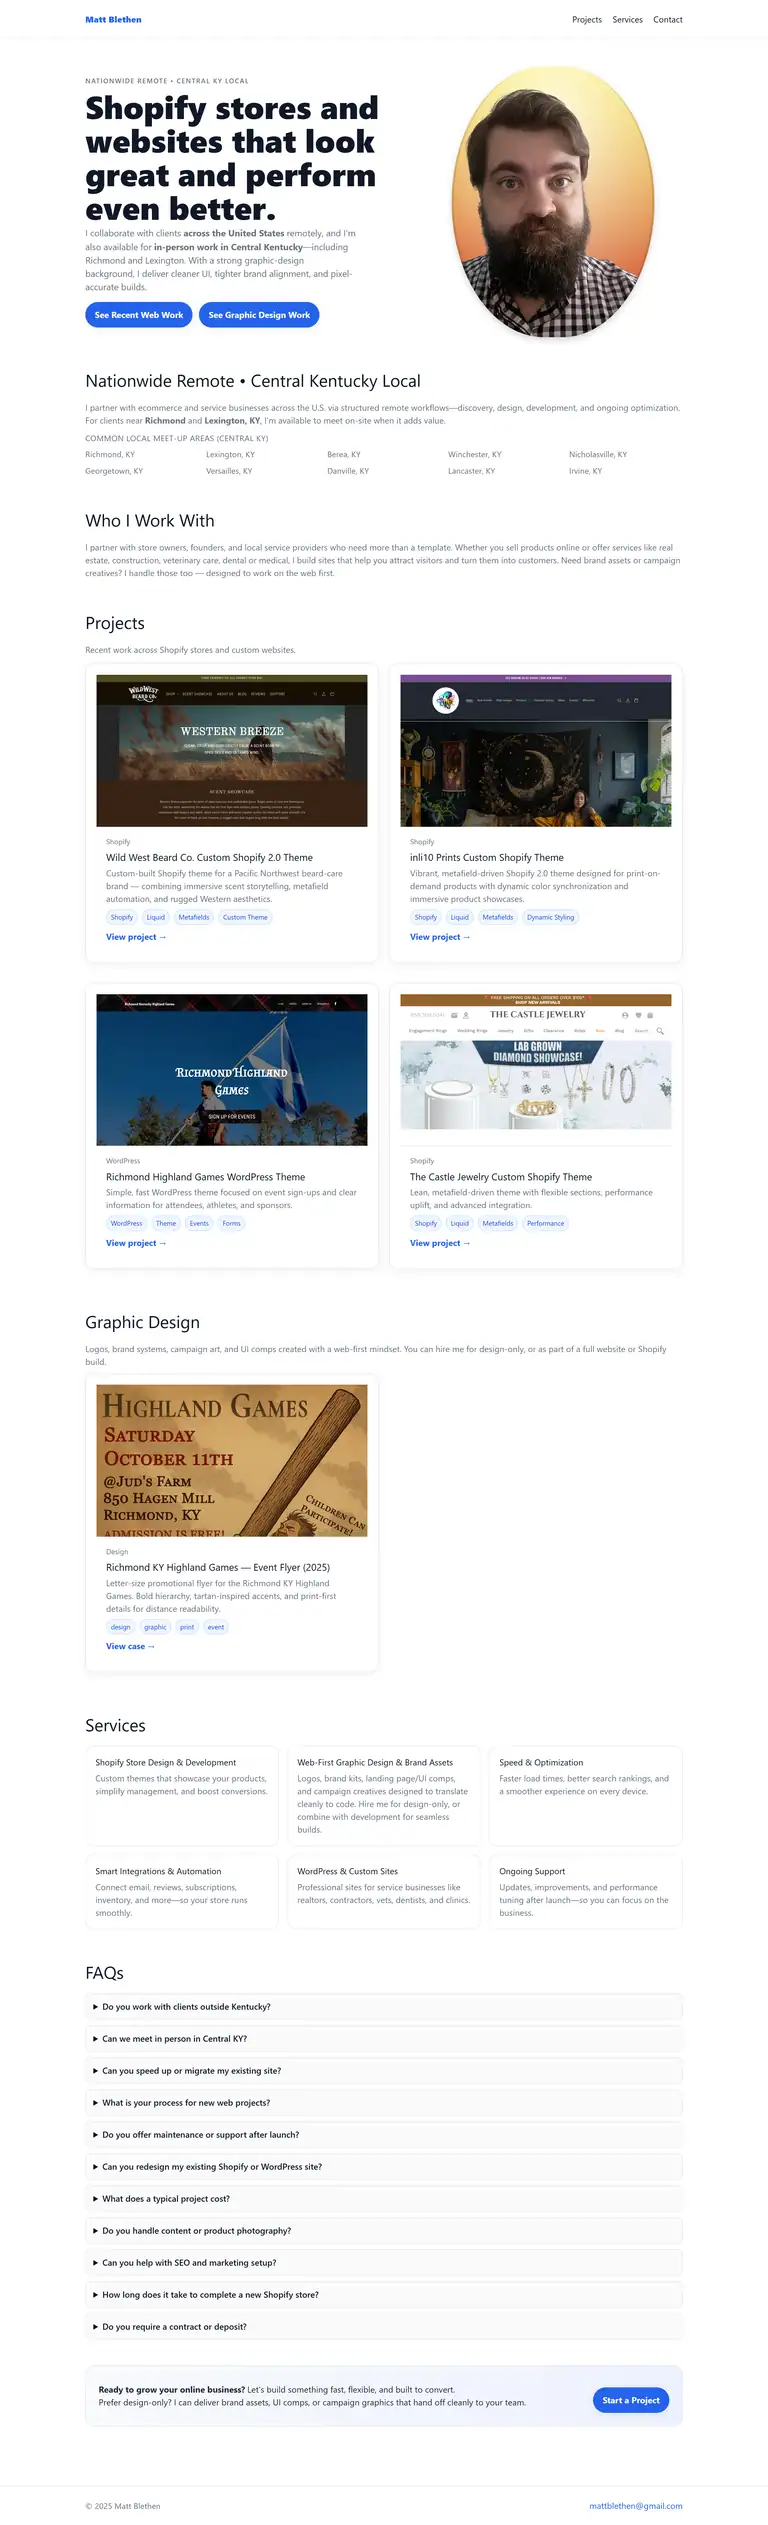 Matt Blethen
Projects Services Contact
NATIONWIDE REMOTE • CENTRAL KY LOCAL
Shopify stores and
websites that look
great and perform
even better.
I collaborate with clients across the United States remotely, and I'm
also available for in-person work in Central Kentucky—including
Richmond and Lexington. With a strong graphic-design
background, I deliver cleaner UI, tighter brand alignment, and pixel-
accurate builds.
See Recent Web Work
See Graphic Design Work
Nationwide Remote • Central Kentucky Local
I partner with ecommerce and service businesses across the U.S. via structured remote workflows—discovery, design, development, and ongoing optimization.
For clients near Richmond and Lexington, KY, I'm available to meet on-site when it adds value.
COMMON LOCAL MEET-UP AREAS (CENTRAL KY)
Richmond, KY Lexington, KY Berea, KY Winchester, KY Nicholasville, KY
Georgetown, KY Versailles, KY Danville, KY Lancaster, KY Irvine, KY
Who I Work With
I partner with store owners, founders, and local service providers who need more than a template. Whether you sell products online or offer services like real
estate, construction, veterinary care, dental or medical, I build sites that help you attract visitors and turn them into customers. Need brand assets or campaign
creatives? I handle those too — designed to work on the web first.
Projects
Recent work across Shopify stores and custom websites.
WILD WEST
BEARD CO.
SHOP SCENT SHOWCASE ABOUT US BLOG REVIEWS SUPPORT
WESTERN BREEZE
SCENT SHOWCASE
Shopify
Wild West Beard Co. Custom Shopify 2.0 Theme
Custom-built Shopify theme for a Pacific Northwest beard-care
brand — combining immersive scent storytelling, metafield
automation, and rugged Western aesthetics.
Shopify Liquid Metafields Custom Theme
View project →
Shopify
inli10 Prints Custom Shopify Theme
Vibrant, metafield-driven Shopify 2.0 theme designed for print-on-
demand products with dynamic color synchronization and
immersive product showcases.
Shopify Liquid Metafields Dynamic Styling
View project →
Richmond Kentucky Highland Games
RICHMOND HIGHLAND
GAMES
SIGN UP FOR EVENTS
WordPress
Richmond Highland Games WordPress Theme
Simple, fast WordPress theme focused on event sign-ups and clear
information for attendees, athletes, and sponsors.
WordPress Theme Events Forms
View project →
FREE SHIPPING ON ALL ORDERS OVER $100*
SHOP NEW ARRIVALS
THE CASTLE JEWELRY
Engagement Rings Wedding Rings Jewelry Gifts Clearance Rolex Blog Search
LAB GROWN
DIAMOND SHOWCASE!
Shopify
The Castle Jewelry Custom Shopify Theme
Lean, metafield-driven theme with flexible sections, performance
uplift, and advanced integration.
Shopify Liquid Metafields Performance
View project →
Graphic Design
Logos, brand systems, campaign art, and UI comps created with a web-first mindset. You can hire me for design-only, or as part of a full website or Shopify
build.
HIGHLAND GAMES
SATURDAY
OCTOBER 11TH
@JUD'S FARM
850 HAGEN MILL
RICHMOND, KY
ADMISSION IS FREE!
CHILDREN CAN
PARTICIPATE!
Design
Richmond KY Highland Games — Event Flyer (2025)
Letter-size promotional flyer for the Richmond KY Highland
Games. Bold hierarchy, tartan-inspired accents, and print-first
details for distance readability.
design graphic print event
View case →
Services
Shopify Store Design & Development
Custom themes that showcase your products,
simplify management, and boost conversions.
Web-First Graphic Design & Brand Assets
Logos, brand kits, landing page/UI comps,
and campaign creatives designed to translate
cleanly to code. Hire me for design-only, or
combine with development for seamless
builds.
Speed & Optimization
Faster load times, better search rankings, and
a smoother experience on every device.
Smart Integrations & Automation
Connect email, reviews, subscriptions,
inventory, and more—so your store runs
smoothly.
WordPress & Custom Sites
Professional sites for service businesses like
realtors, contractors, vets, dentists, and clinics.
Ongoing Support
Updates, improvements, and performance
tuning after launch—so you can focus on the
business.
FAQs
Do you work with clients outside Kentucky?
Can we meet in person in Central KY?
Can you speed up or migrate my existing site?
What is your process for new web projects?
Do you offer maintenance or support after launch?
Can you redesign my existing Shopify or WordPress site?
What does a typical project cost?
Do you handle content or product photography?
Can you help with SEO and marketing setup?
How long does it take to complete a new Shopify store?
Do you require a contract or deposit?
Ready to grow your online business? Let's build something fast, flexible, and built to convert.
Prefer design-only? I can deliver brand assets, UI comps, or campaign graphics that hand off cleanly to your team.
Start a Project
© 2025 Matt Blethen
mattblethen@gmail.com